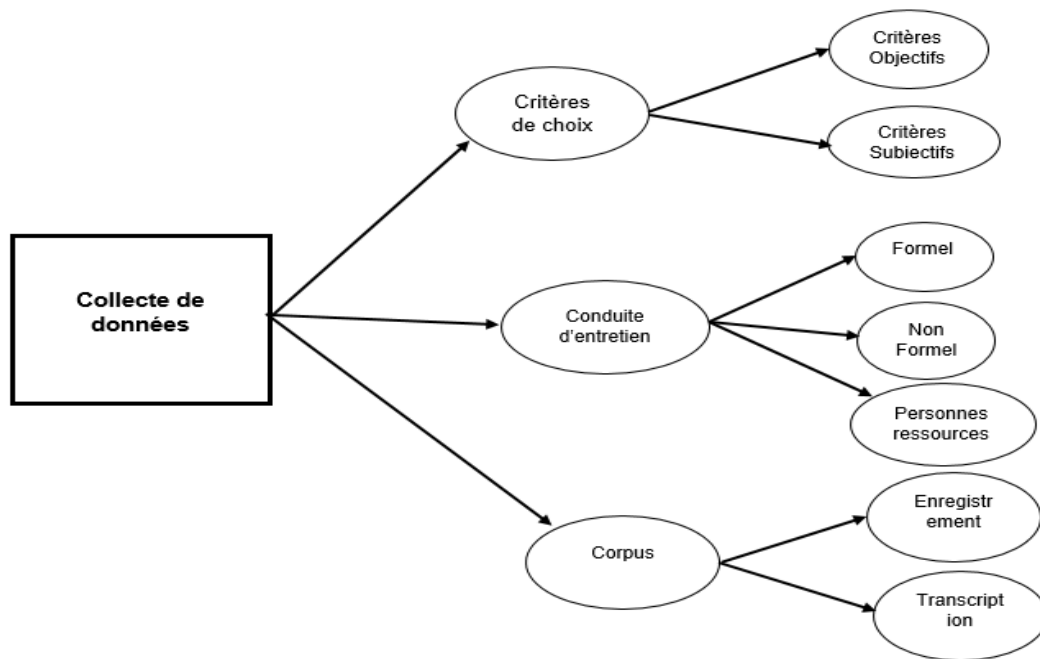 Collecte de
données
Critères
de choix
Critères
Objectifs
Critères
Subiectifs
Conduite
d'entretien
Formel
Non
Formel
Personnes
ressources
Corpus
Enregistr
ement
Transcript
ion